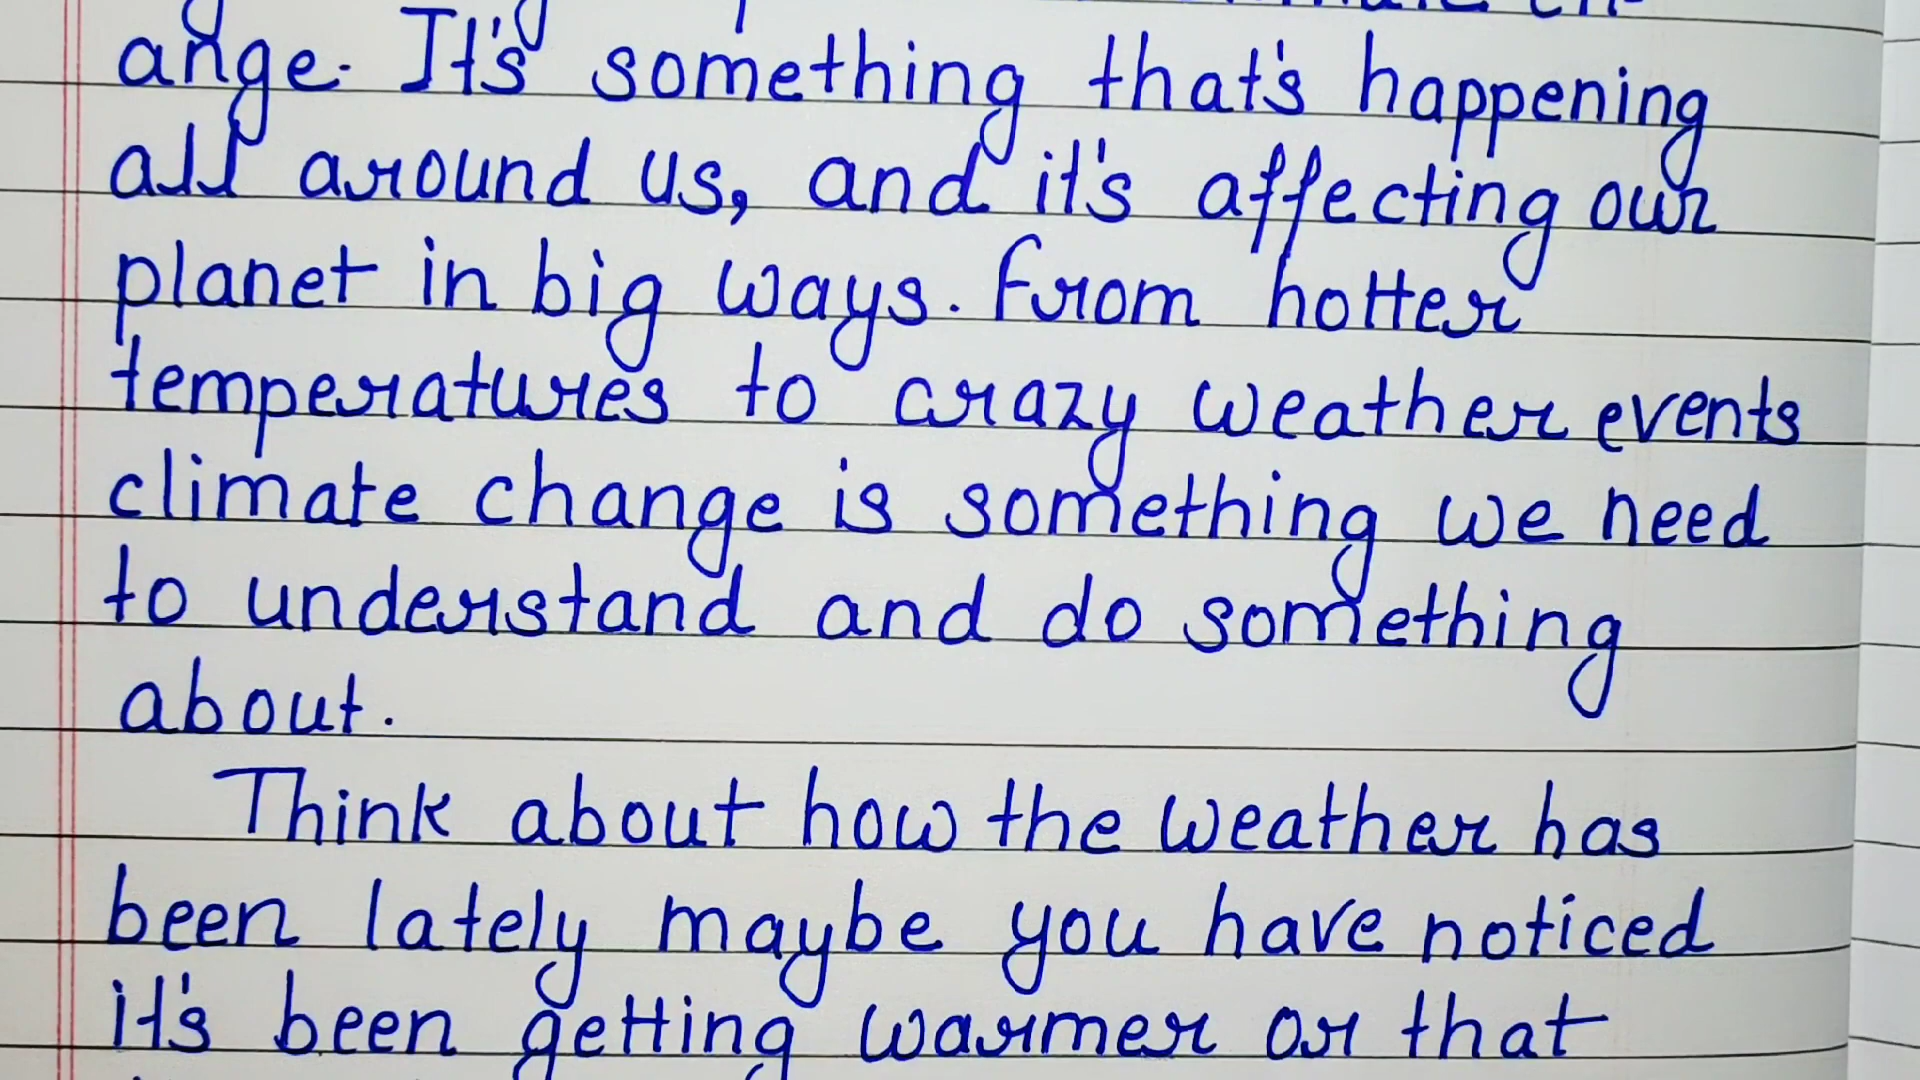 ange. It's something that's happening
all around us, and it's affecting our
planet in big ways. From hotter
temperatures to crazy weather events
climate change is something we need
to understand and do something
about.
Think about how the weather has
been lately maybe you have noticed
it's been getting warmer or that